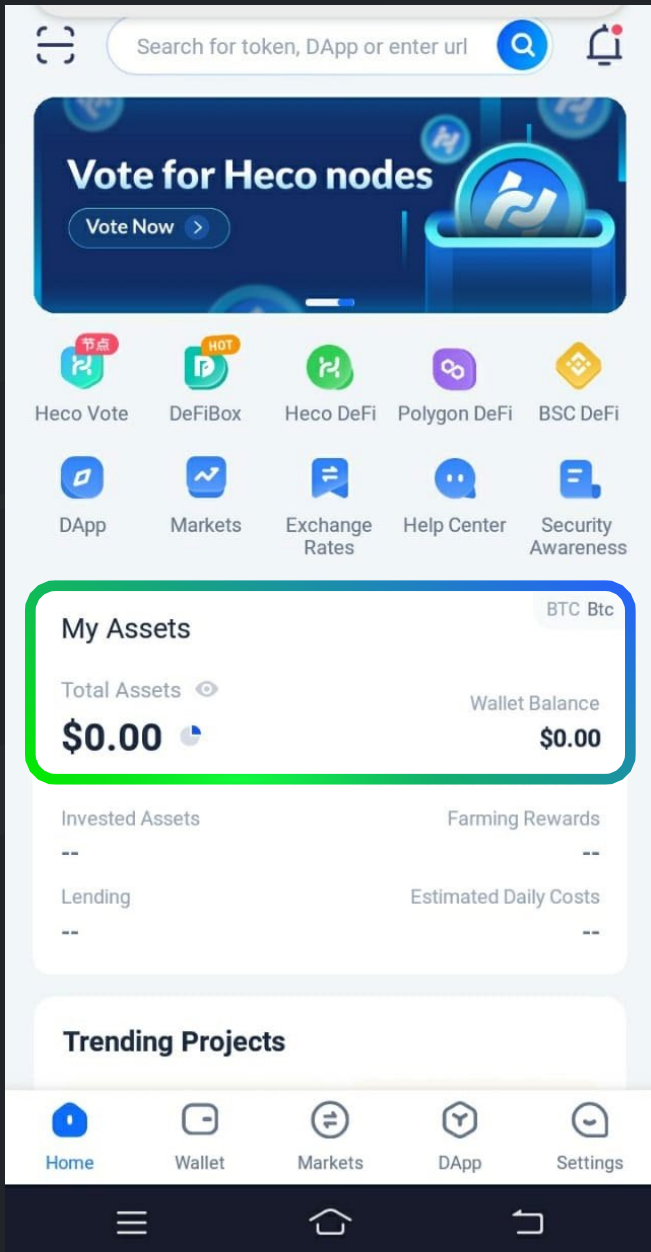 Search for token, DApp or enter url
Vote for Heco nodes
Vote Now
节点
HOT
Heco Vote
DeFiBox
Heco DeFi
Polygon DeFi
BSC DeFi
DApp
Markets
Exchange Rates
Help Center
Security Awareness
My Assets
BTC Btc
Total Assets
$0.00
Wallet Balance
$0.00
Invested Assets
--
Farming Rewards
--
Lending
--
Estimated Daily Costs
--
Trending Projects
Home
Wallet
Markets
DApp
Settings